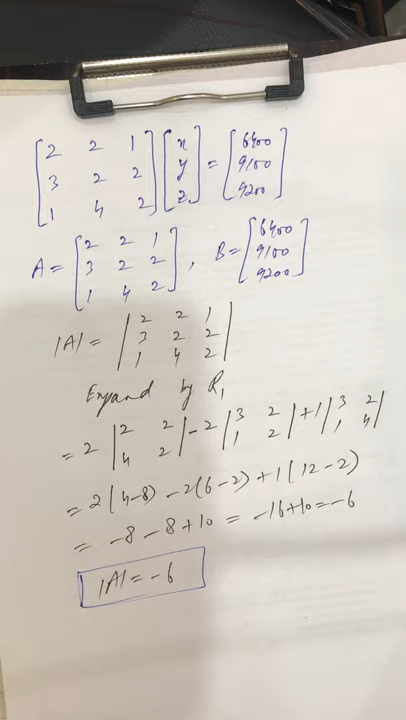 [2 2 1] [x] = [6400]
[3 2 2] [y] [9100]
[1 4 2] [z] [9200]
A = [2 2 1], B = [6400]
[3 2 2] [9100]
[1 4 2] [9200]
|A| = |2 2 1|
|3 2 2|
|1 4 2|
Expand by R₁
= 2 |2 2| - 2 |3 2| + 1 |3 2|
|4 2| |1 2| |1 4|
= 2(4-8) - 2(6-2) + 1(12-2)
= -8 - 8 + 10 = -16+10 = -6
|A| = -6